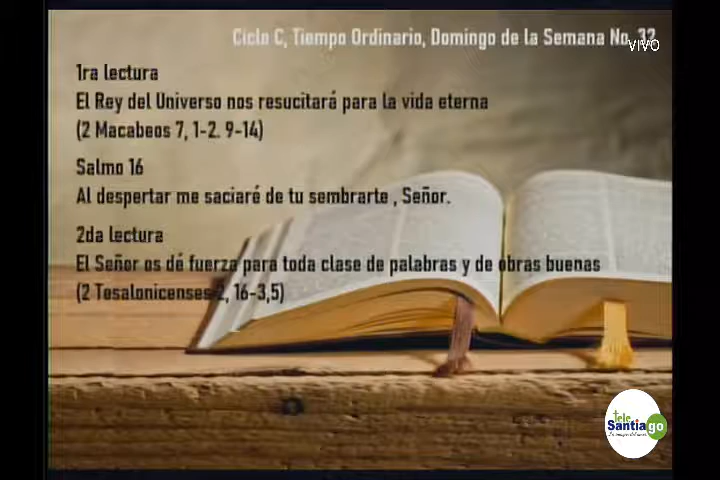 Ciclo C, Tiempo Ordinario, Domingo de la Semana No. 32
VIVO
1ra lectura
El Rey del Universo nos resucitará para la vida eterna
(2 Macabeos 7, 1-2. 9-14)
Salmo 16
Al despertar me saciaré de tu sembrarte , Señor.
2da lectura
El Señor os dé fuerza para toda clase de palabras y de obras buenas
(2 Tesalonicenses 2, 16-3,5)
tele
Santiago